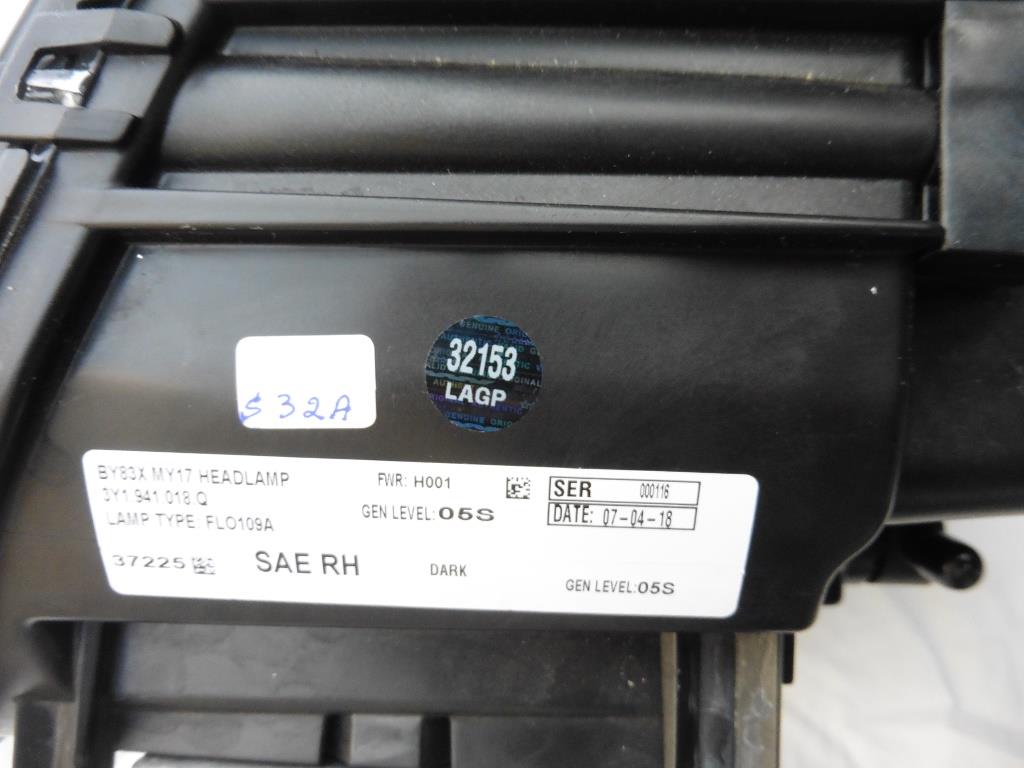 32153
LAGP
S 32A
BY83X MY17 HEADLAMP
3Y1 941 018 Q
LAMP TYPE: FLO109A
37225
SAE RH
FWR: H001
GEN LEVEL: 05S
DARK
SER 000116
DATE: 07-04-18
GEN LEVEL: 05S